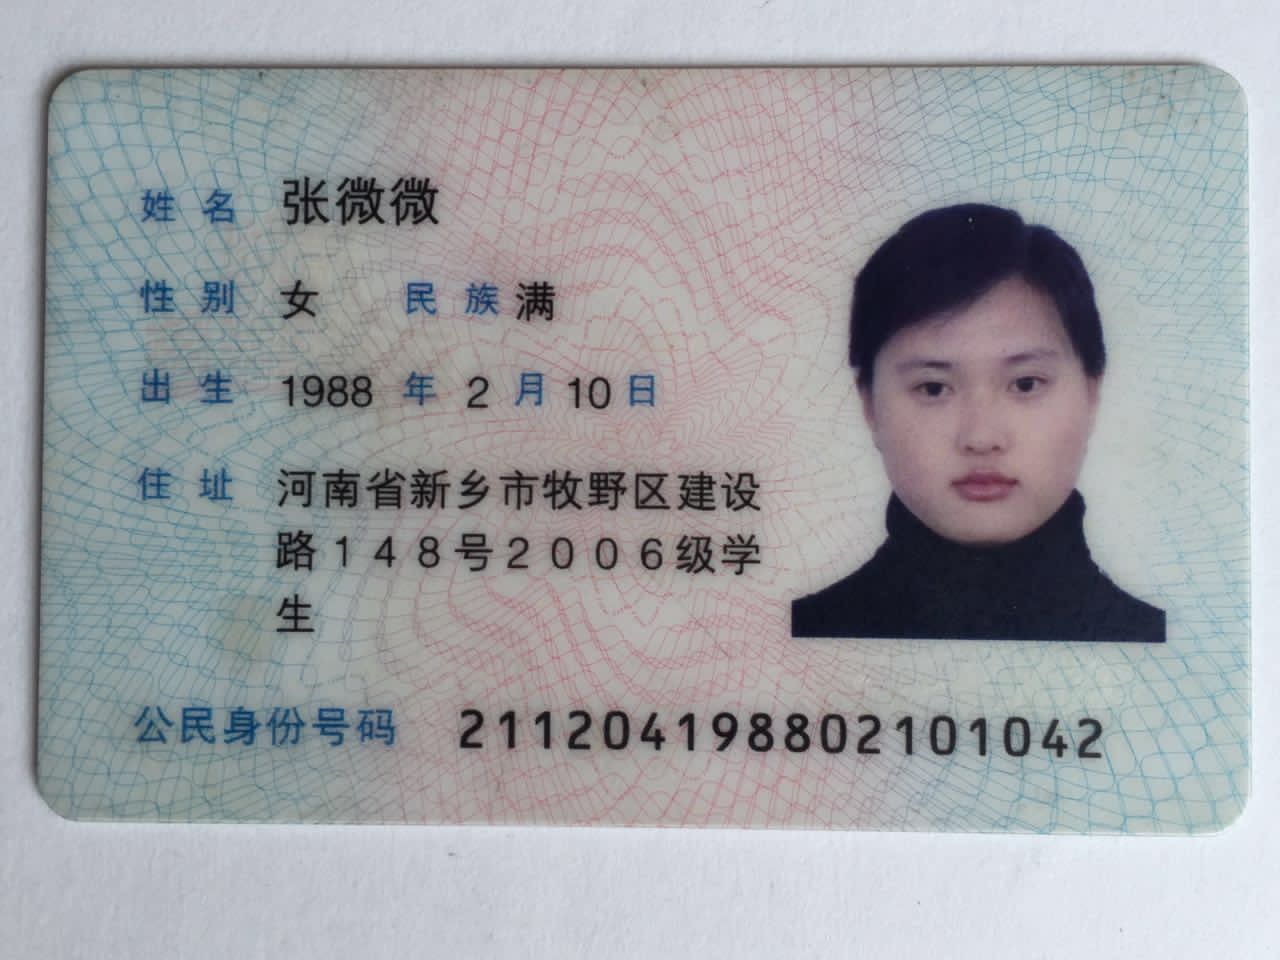 姓名 张微微
性别 女 民族 满
出生 1988 年 2 月 10 日
住址 河南省新乡市牧野区建设
路148号2006级学
生
公民身份号码 211204198802101042